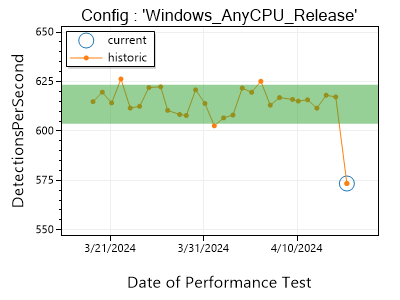 Config : 'Windows_AnyCPU_Release'
650
625
600
575
550
DetectionsPerSecond
current
historic
3/21/2024
3/31/2024
4/10/2024
Date of Performance Test